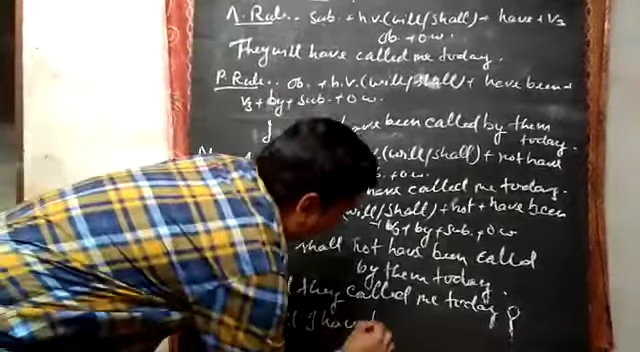 A. Rule.. Sub. + h.v.(will/shall) + have + V3
ob. + o.w.
They will have called me today.
P. Rule.. ob. + h.v.(will/shall) + have been +
V3 + by + sub. + o.w.
have been called by them
today.
(will/shall) + not have
o.w.
have called me today.
will/shall) + not + have been
+ V3 + by + sub. + o.w
shall not have been called
by them today.
they called me today ?
I have